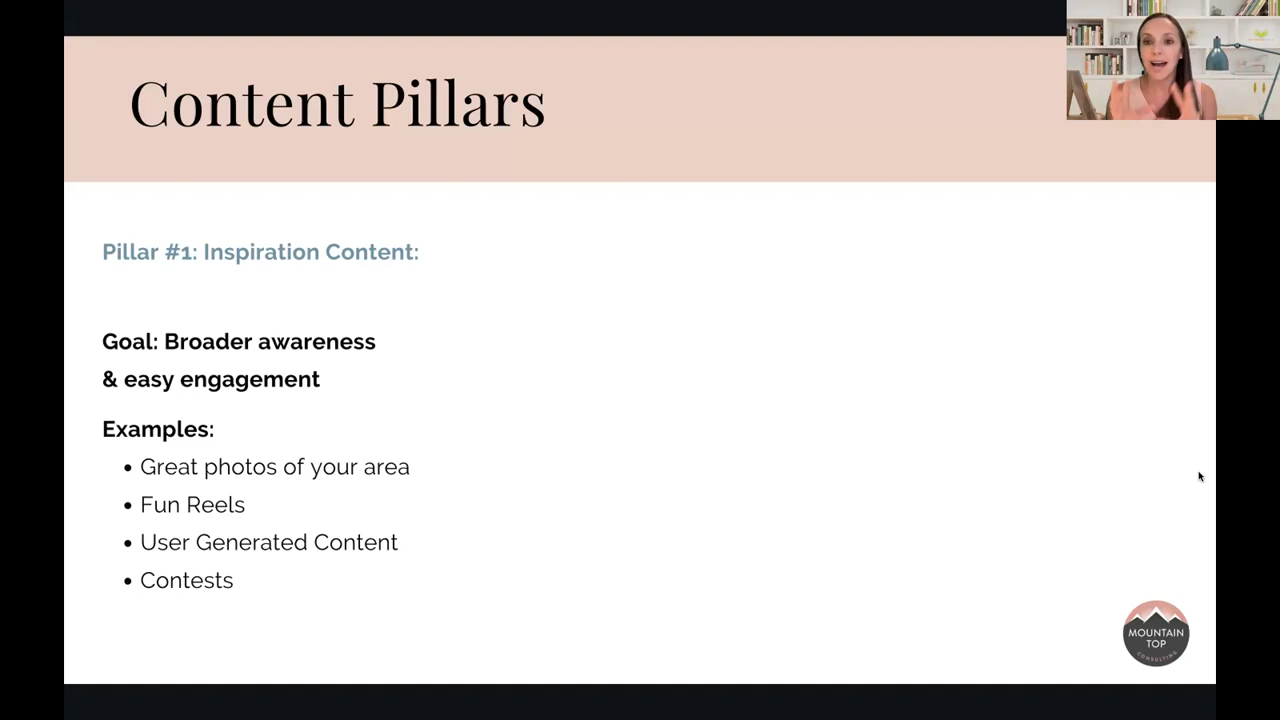 Content Pillars
Pillar #1: Inspiration Content:
Goal: Broader awareness
& easy engagement
Examples:
• Great photos of your area
• Fun Reels
• User Generated Content
• Contests
MOUNTAIN
TOP
CONSULTING